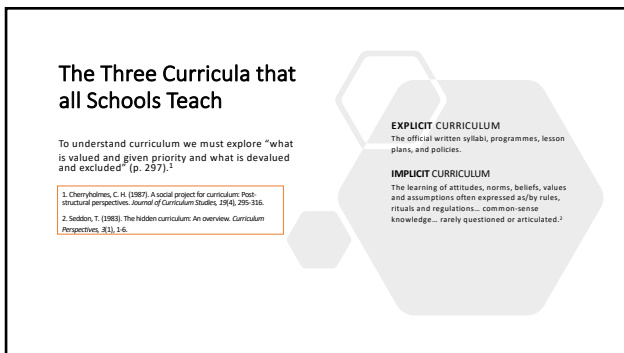 The Three Curricula that
all Schools Teach
To understand curriculum we must explore “what
is valued and given priority and what is devalued
and excluded” (p. 297).¹
1. Cherryholmes, C. H. (1987). A social project for curriculum: Post-
structural perspectives. Journal of Curriculum Studies, 19(4), 295-316.
2. Seddon, T. (1983). The hidden curriculum: An overview. Curriculum
Perspectives, 3(1), 1-6.
EXPLICIT CURRICULUM
The official written syllabi, programmes, lesson
plans, and policies.
IMPLICIT CURRICULUM
The learning of attitudes, norms, beliefs, values
and assumptions often expressed as/by rules,
rituals and regulations… common-sense
knowledge… rarely questioned or articulated.²